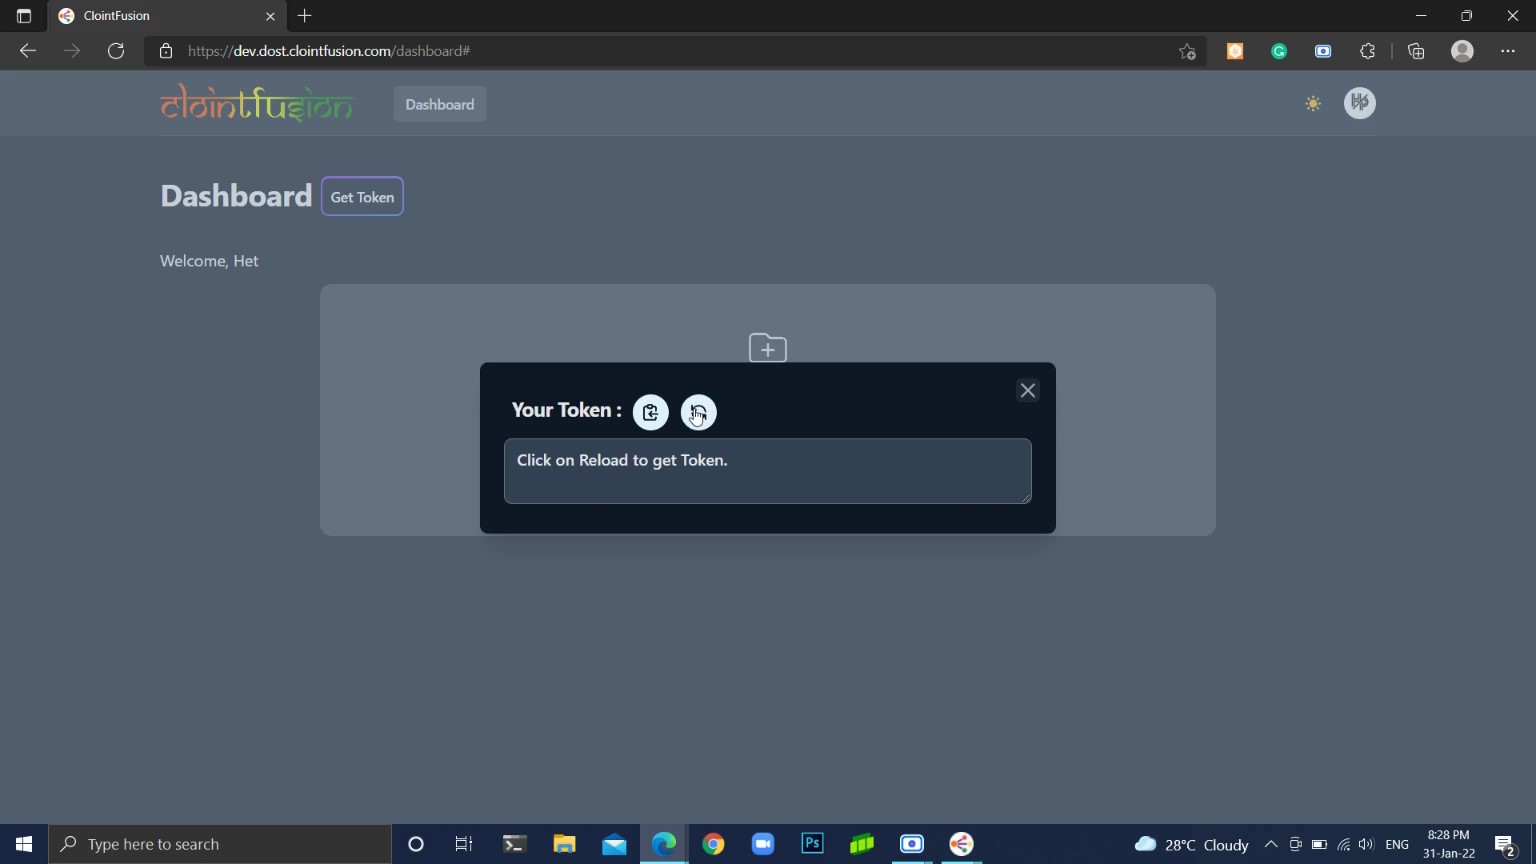 ClointFusion
https://dev.dost.clointfusion.com/dashboard#
clointfusion
Dashboard
Dashboard
Get Token
Welcome, Het
Your Token :
Click on Reload to get Token.
Type here to search
Ps
28°C Cloudy
ENG
8:28 PM
31-Jan-22
2